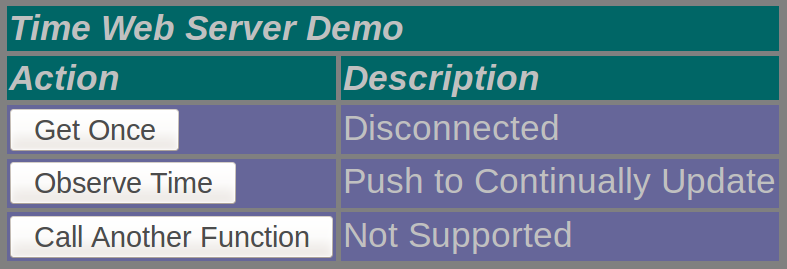 Time Web Server Demo
Action Description
Get Once Disconnected
Observe Time Push to Continually Update
Call Another Function Not Supported